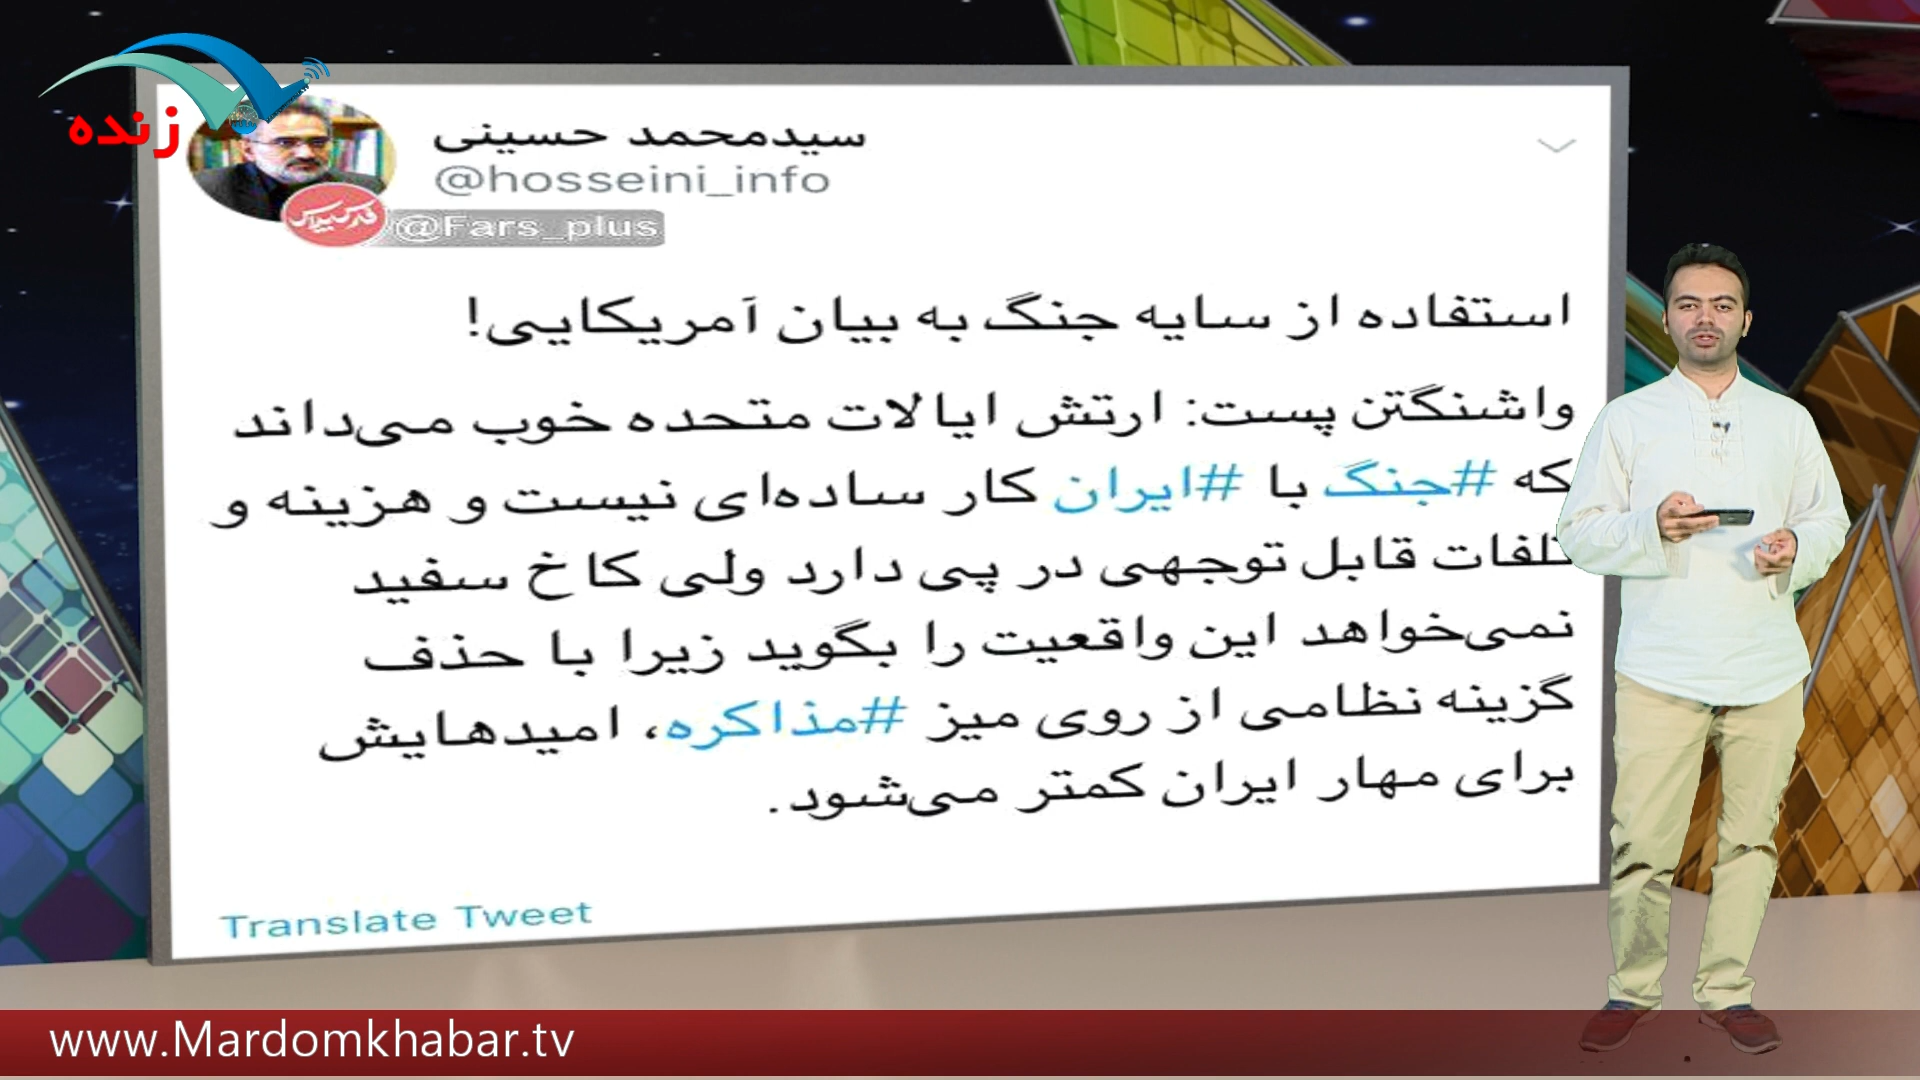 زنده
سیدمحمد حسینی
@hosseini_info
فارس پلاس
@Fars_plus
استفاده از سایه جنگ به بیان آمریکایی!
واشنگتن پست: ارتش ایالات متحده خوب می‌داند
که #جنگ با #ایران کار ساده‌ای نیست و هزینه و
تلفات قابل توجهی در پی دارد ولی کاخ سفید
نمی‌خواهد این واقعیت را بگوید زیرا با حذف
گزینه نظامی از روی میز #مذاکره، امیدهایش
برای مهار ایران کمتر می‌شود.
Translate Tweet
www.Mardomkhabar.tv